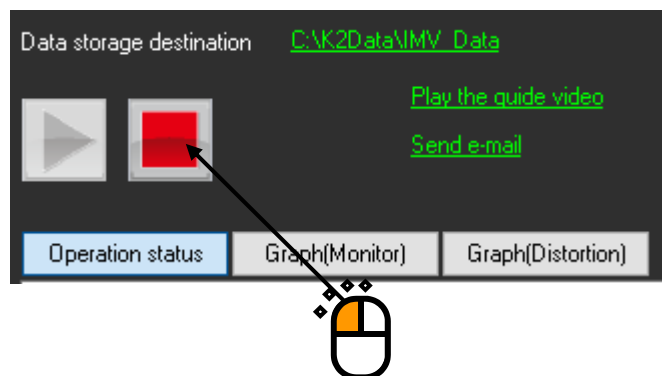 Data storage destination C:\K2Data\IMV_Data
Play the guide video
Send e-mail
Operation status Graph(Monitor) Graph(Distortion)